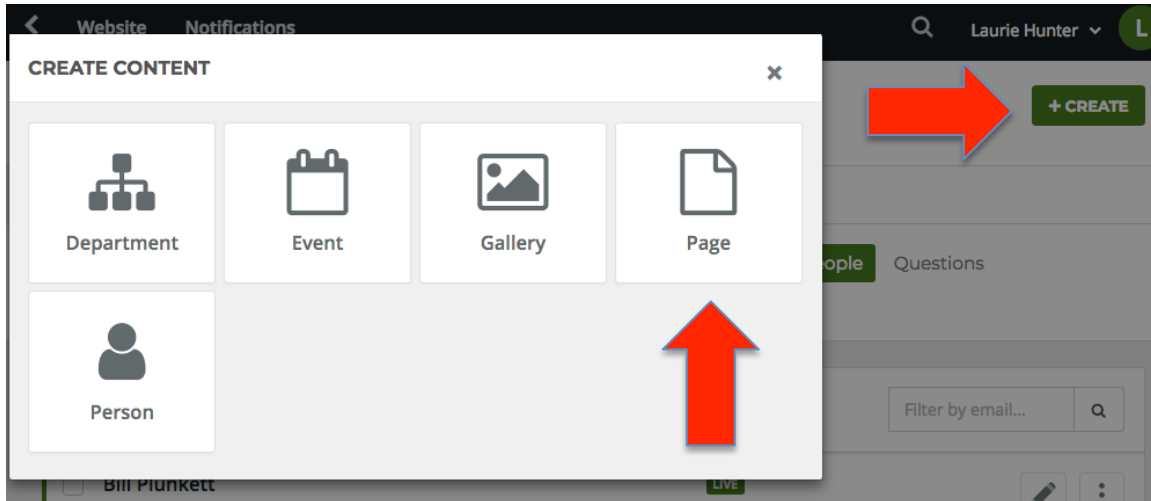 Website Notifications
Laurie Hunter
L
CREATE CONTENT
+ CREATE
Department Event Gallery Page
Questions
Person
Filter by email...
Bill Plunkett
LIVE